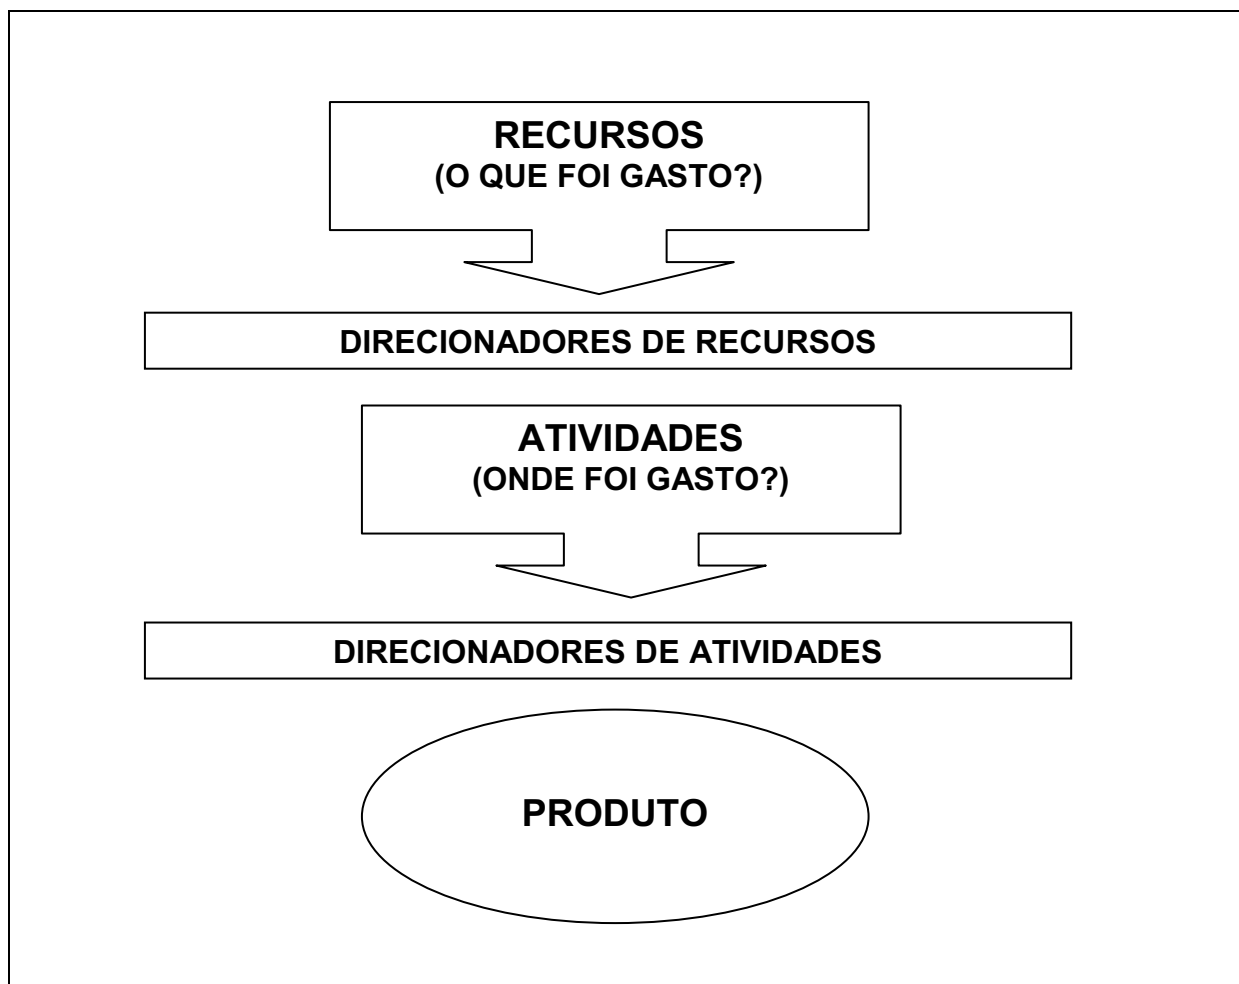 RECURSOS
(O QUE FOI GASTO?)
DIRECIONADORES DE RECURSOS
ATIVIDADES
(ONDE FOI GASTO?)
DIRECIONADORES DE ATIVIDADES
PRODUTO